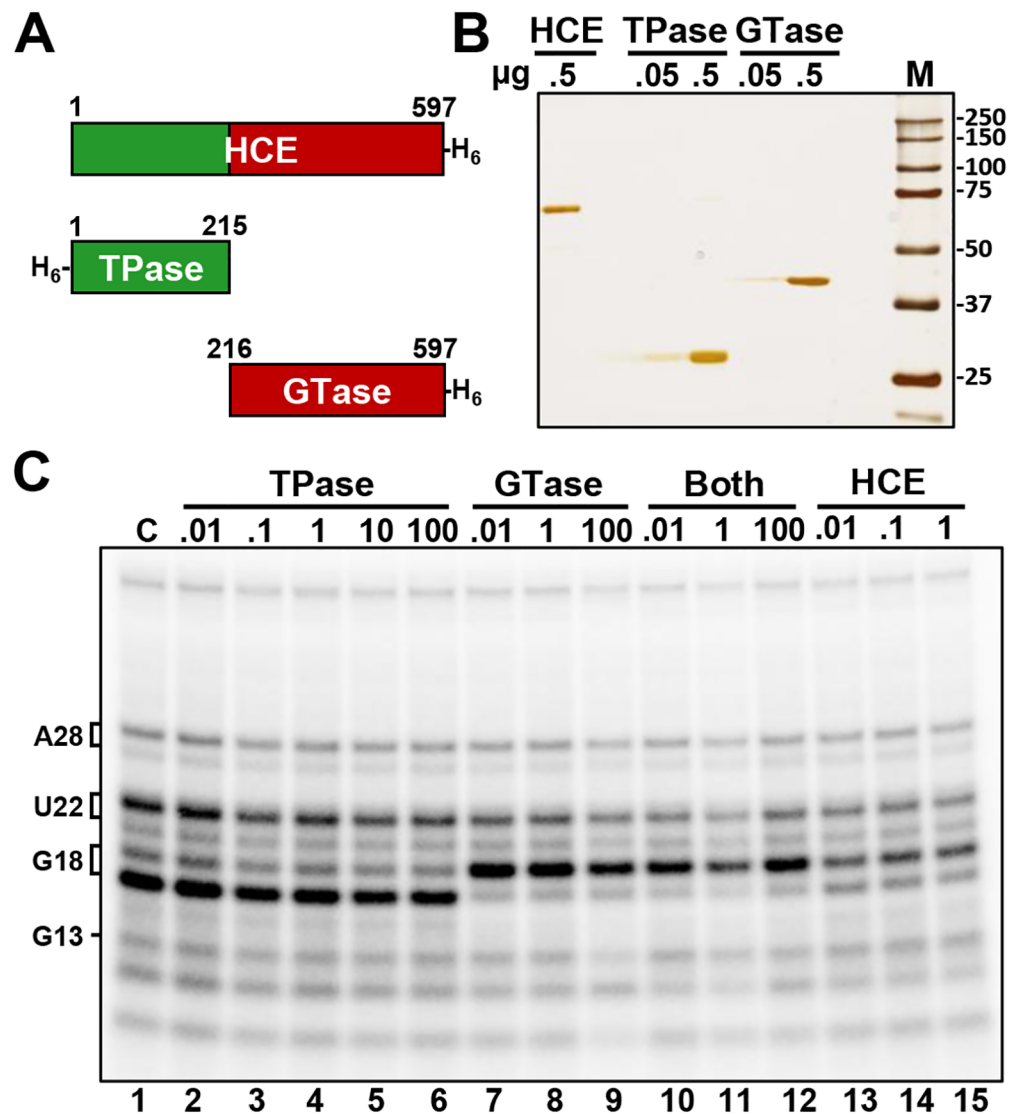 A
1 597
HCE -H6
1 215
H6- TPase
216 597
GTase -H6
B
HCE TPase GTase
µg .5 .05 .5 .05 .5 M
-250
-150
-100
-75
-50
-37
-25
C
TPase GTase Both HCE
C .01 .1 1 10 100 .01 1 100 .01 1 100 .01 .1 1
A28
U22
G18
G13
1 2 3 4 5 6 7 8 9 10 11 12 13 14 15